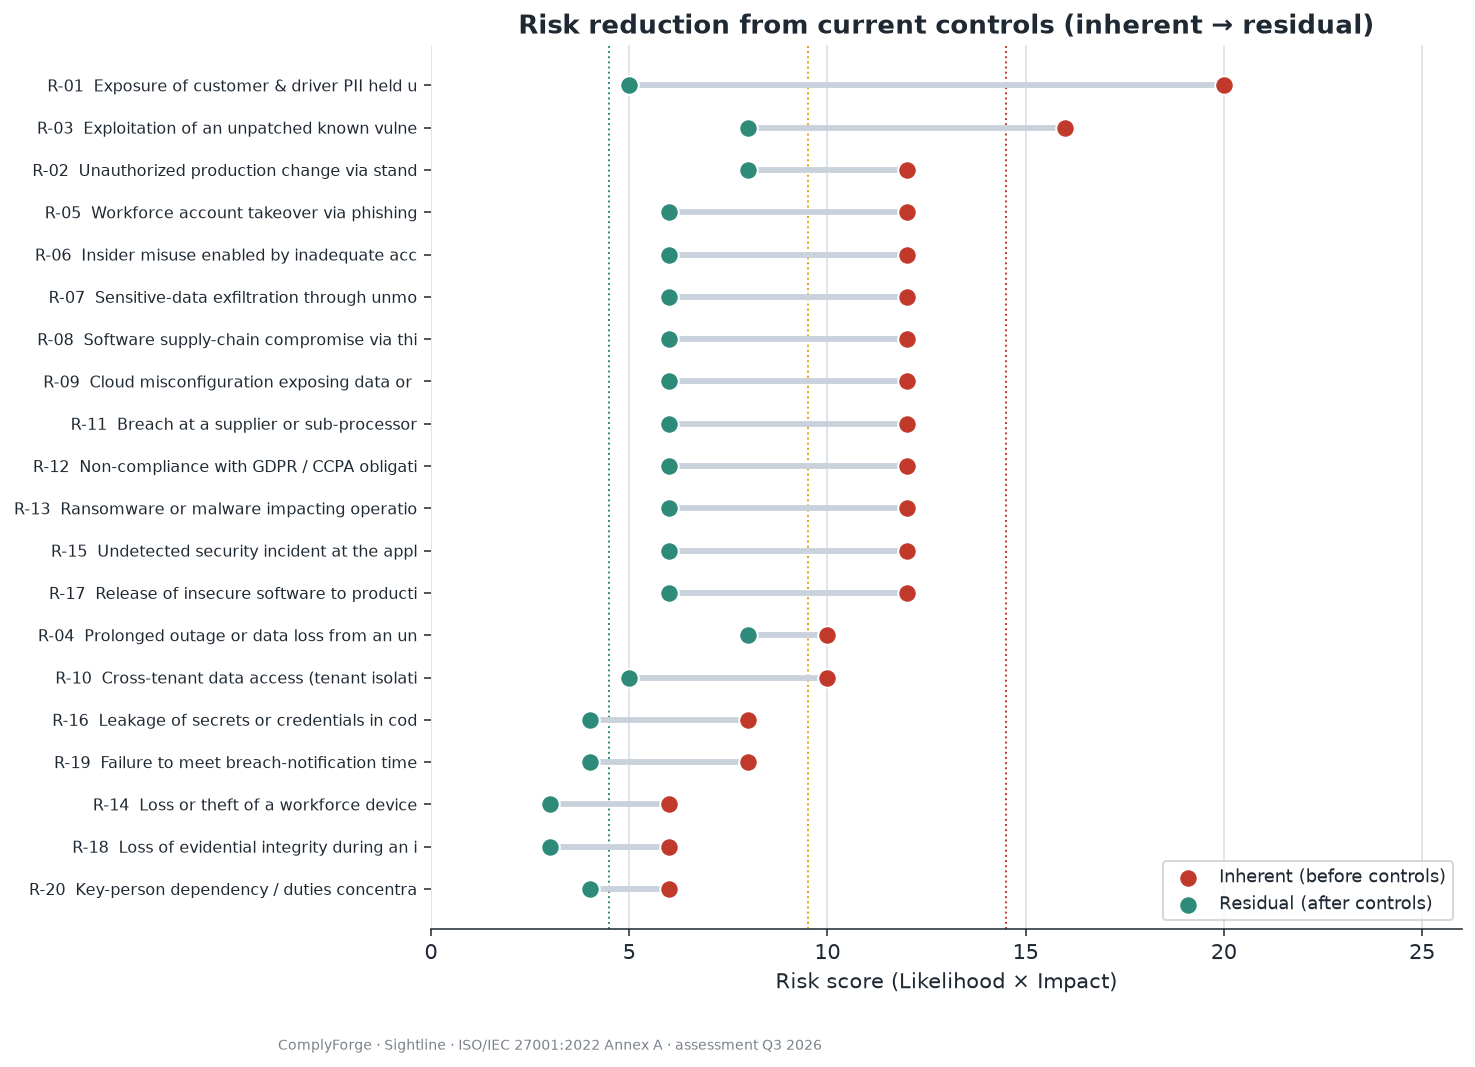 Risk reduction from current controls (inherent → residual)
R-01  Exposure of customer & driver PII held u
R-03  Exploitation of an unpatched known vulne
R-02  Unauthorized production change via stand
R-05  Workforce account takeover via phishing
R-06  Insider misuse enabled by inadequate acc
R-07  Sensitive-data exfiltration through unmo
R-08  Software supply-chain compromise via thi
R-09  Cloud misconfiguration exposing data or
R-11  Breach at a supplier or sub-processor
R-12  Non-compliance with GDPR / CCPA obligati
R-13  Ransomware or malware impacting operatio
R-15  Undetected security incident at the appl
R-17  Release of insecure software to producti
R-04  Prolonged outage or data loss from an un
R-10  Cross-tenant data access (tenant isolati
R-16  Leakage of secrets or credentials in cod
R-19  Failure to meet breach-notification time
R-14  Loss or theft of a workforce device
R-18  Loss of evidential integrity during an i
R-20  Key-person dependency / duties concentra
Inherent (before controls)
Residual (after controls)
0 5 10 15 20 25
Risk score (Likelihood × Impact)
ComplyForge · Sightline · ISO/IEC 27001:2022 Annex A · assessment Q3 2026